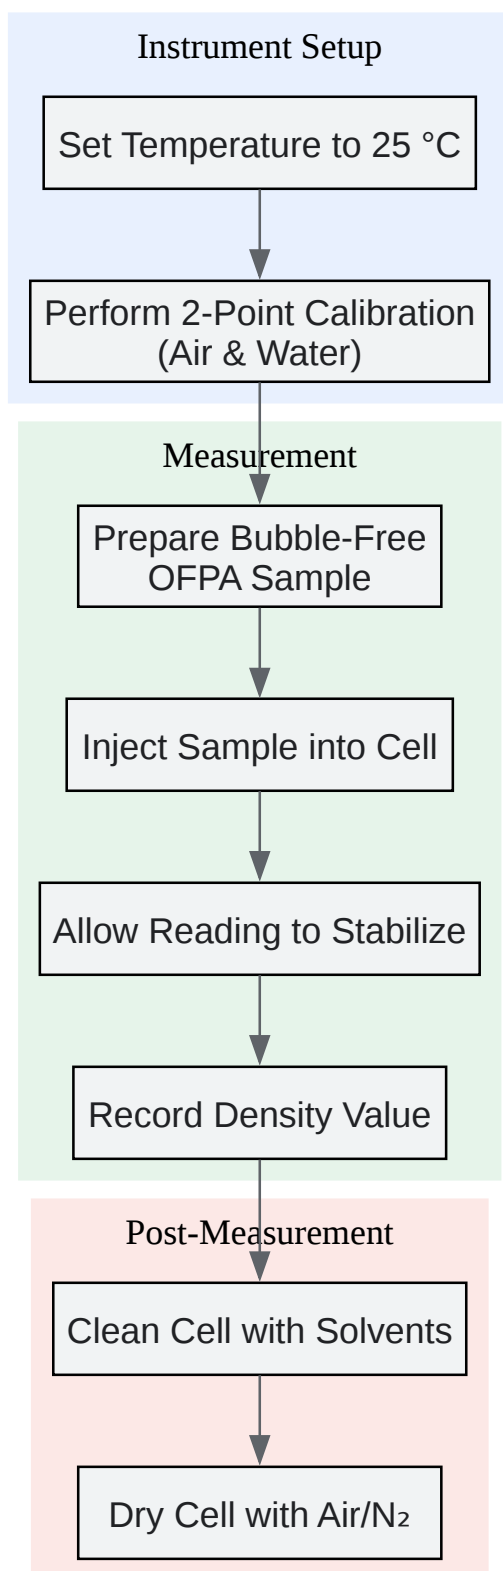 Instrument Setup
Set Temperature to 25 °C
Perform 2-Point Calibration
(Air & Water)
Measurement
Prepare Bubble-Free
OFPA Sample
Inject Sample into Cell
Allow Reading to Stabilize
Record Density Value
Post-Measurement
Clean Cell with Solvents
Dry Cell with Air/N₂